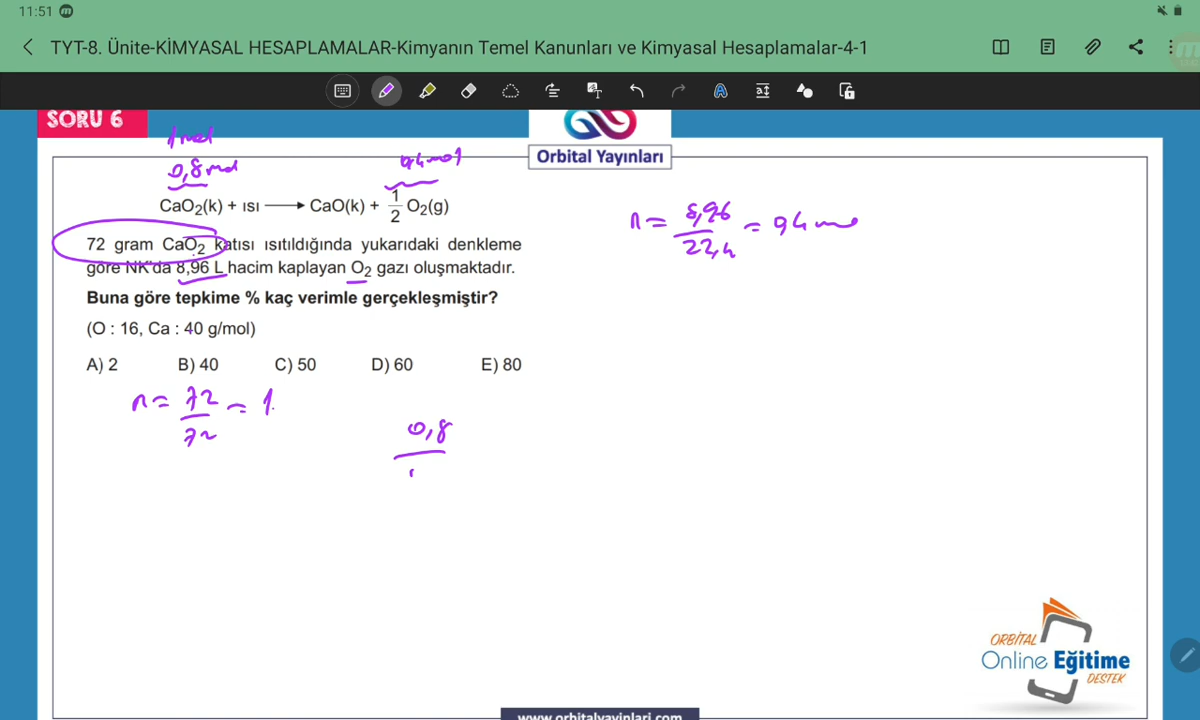 11:51
TYT-8. Ünite-KİMYASAL HESAPLAMALAR-Kimyanın Temel Kanunları ve Kimyasal Hesaplamalar-4-1
SORU 6
Orbital Yayınları
1 mol
0,8 mol
0,4 mol
CaO₂(k) + ısı ⟶ CaO(k) + 1/2 O₂(g)
72 gram CaO₂ katısı ısıtıldığında yukarıdaki denkleme
göre NK'da 8,96 L hacim kaplayan O₂ gazı oluşmaktadır.
n = 8,96/22,4 = 0,4 mo
Buna göre tepkime % kaç verimle gerçekleşmiştir?
(O : 16, Ca : 40 g/mol)
A) 2 B) 40 C) 50 D) 60 E) 80
n = 72/72 = 1
0,8
ORBİTAL
Online Eğitime
DESTEK
www.orbitalyayinlari.com